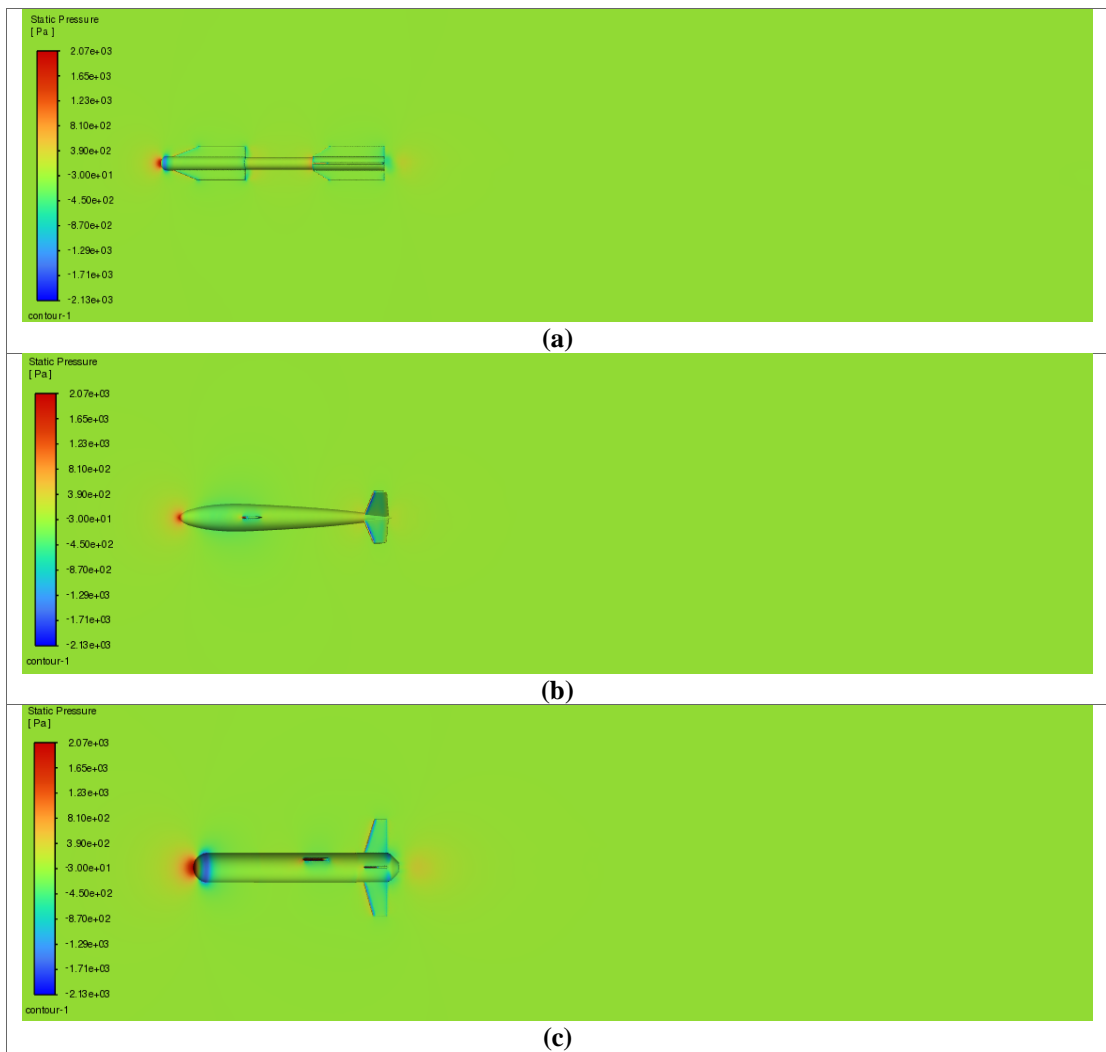 Static Pressure
[ Pa ]
2.07e+03
1.65e+03
1.23e+03
8.10e+02
3.90e+02
-3.00e+01
-4.50e+02
-8.70e+02
-1.29e+03
-1.71e+03
-2.13e+03
contour-1
(a)
Static Pressure
[ Pa ]
2.07e+03
1.65e+03
1.23e+03
8.10e+02
3.90e+02
-3.00e+01
-4.50e+02
-8.70e+02
-1.29e+03
-1.71e+03
-2.13e+03
contour-1
(b)
Static Pressure
[ Pa ]
2.07e+03
1.65e+03
1.23e+03
8.10e+02
3.90e+02
-3.00e+01
-4.50e+02
-8.70e+02
-1.29e+03
-1.71e+03
-2.13e+03
contour-1
(c)